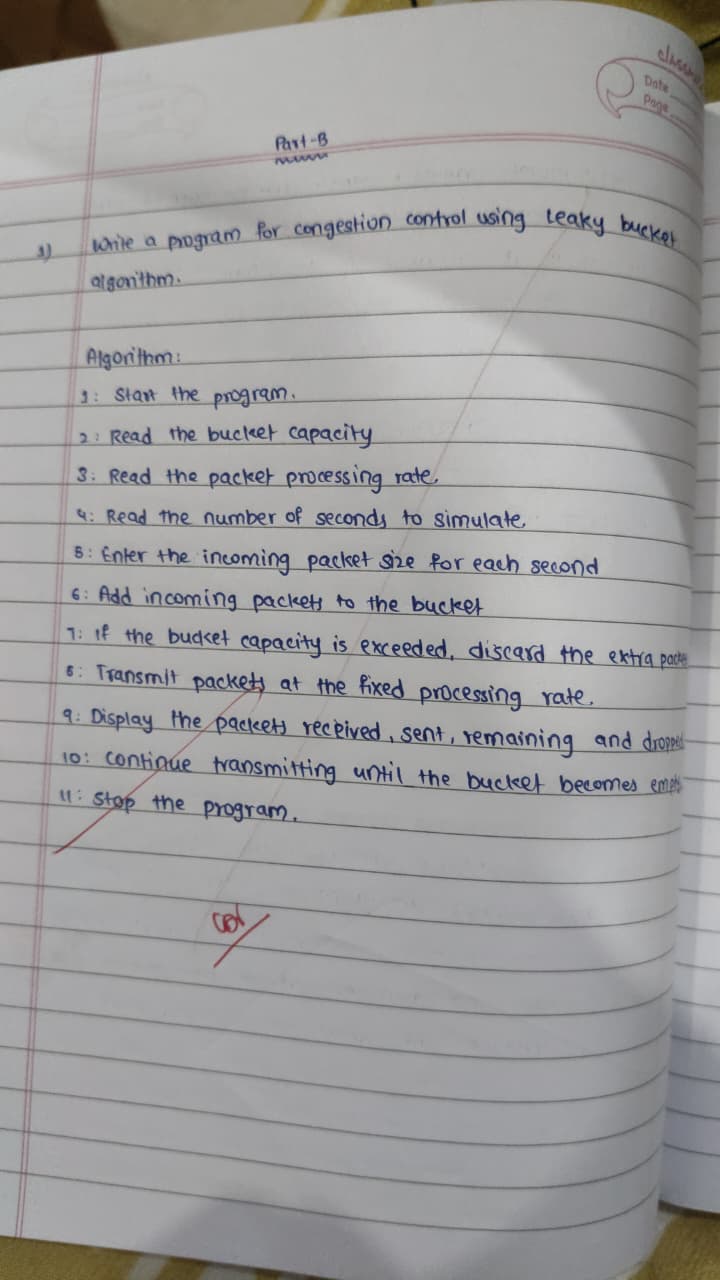 classm
Date
Page
Part-B
1) Write a program for congestion control using leaky bucket
algorithm.
Algorithm:
1: Start the program.
2: Read the bucket capacity
3: Read the packet processing rate.
4: Read the number of seconds to simulate.
5: Enter the incoming packet size for each second
6: Add incoming packets to the bucket
7: If the bucket capacity is exceeded, discard the extra packe
8: Transmit packets at the fixed processing rate.
9: Display the packets received, sent, remaining and dropped
10: Continue transmitting until the bucket becomes empt
11: Stop the program.